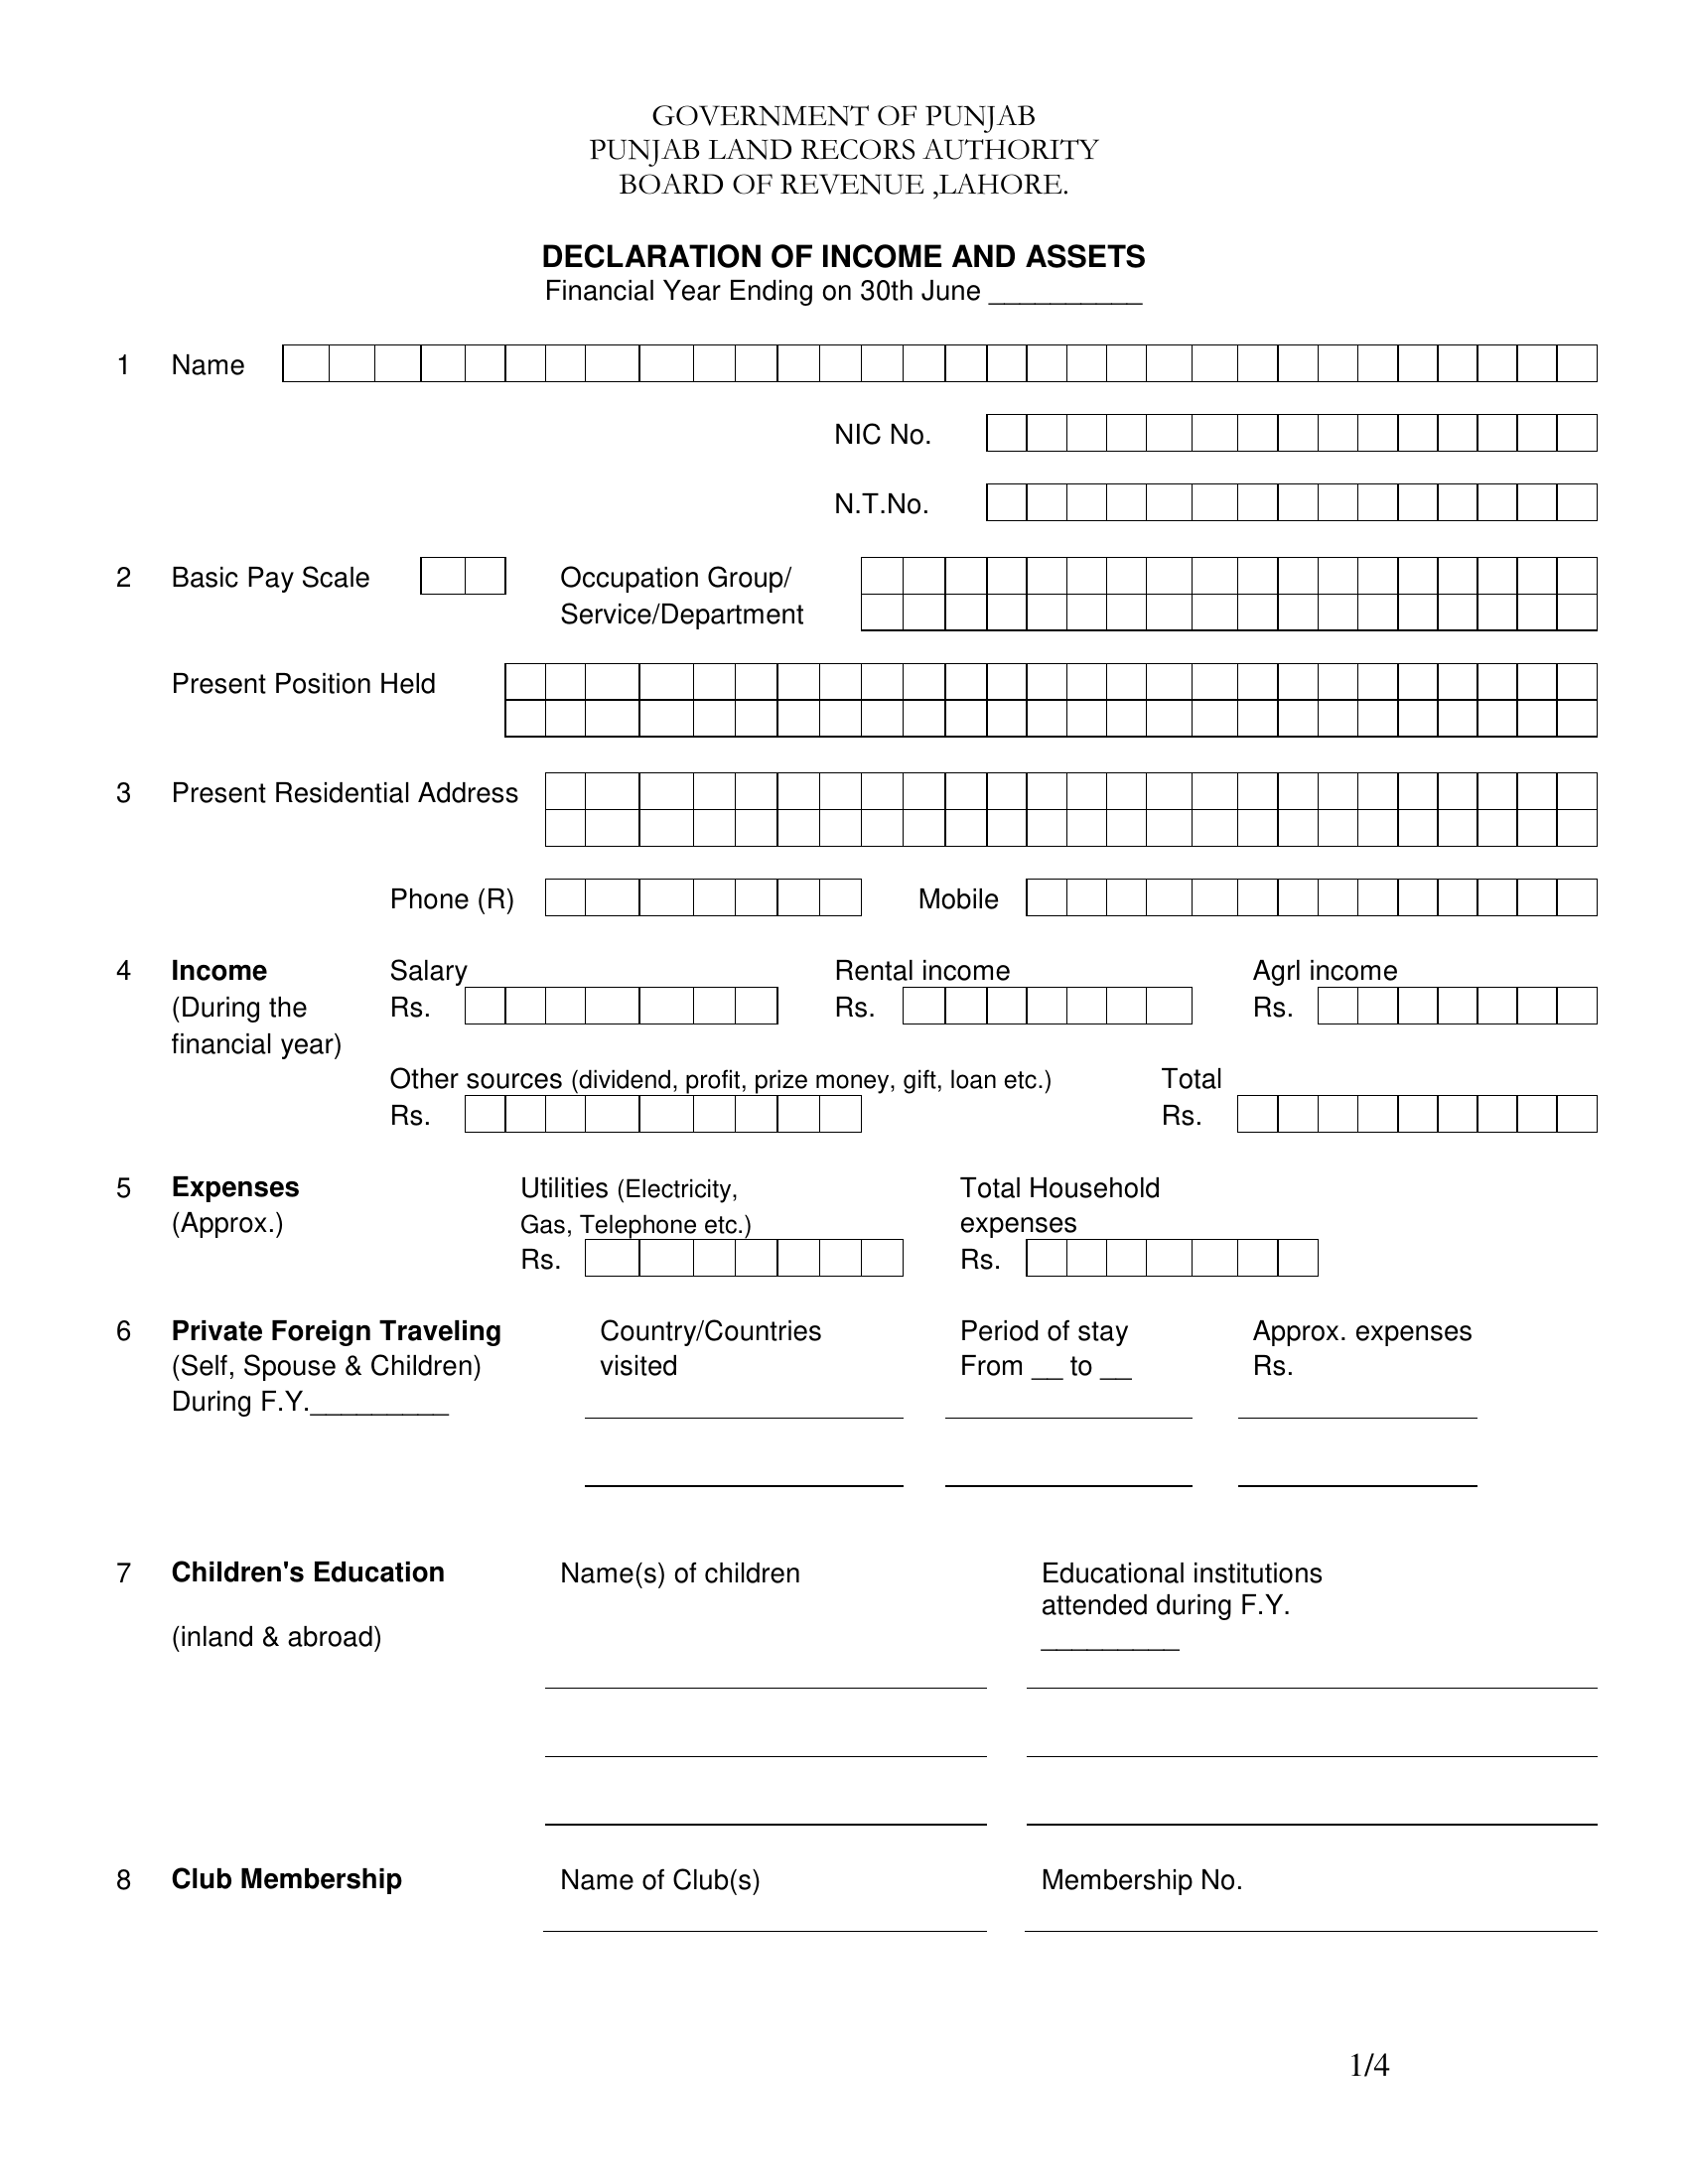 GOVERNMENT OF PUNJAB
PUNJAB LAND RECORS AUTHORITY
BOARD OF REVENUE ,LAHORE.
DECLARATION OF INCOME AND ASSETS
Financial Year Ending on 30th June __________
1 Name
NIC No.
N.T.No.
2 Basic Pay Scale Occupation Group/
Service/Department
Present Position Held
3 Present Residential Address
Phone (R) Mobile
4 Income Salary Rental income Agrl income
(During the Rs. Rs. Rs.
financial year)
Other sources (dividend, profit, prize money, gift, loan etc.) Total
Rs. Rs.
5 Expenses Utilities (Electricity, Total Household
(Approx.) Gas, Telephone etc.) expenses
Rs. Rs.
6 Private Foreign Traveling Country/Countries Period of stay Approx. expenses
(Self, Spouse & Children) visited From __ to __ Rs.
During F.Y._________
7 Children's Education Name(s) of children Educational institutions
attended during F.Y.
(inland & abroad) _________
8 Club Membership Name of Club(s) Membership No.
1/4